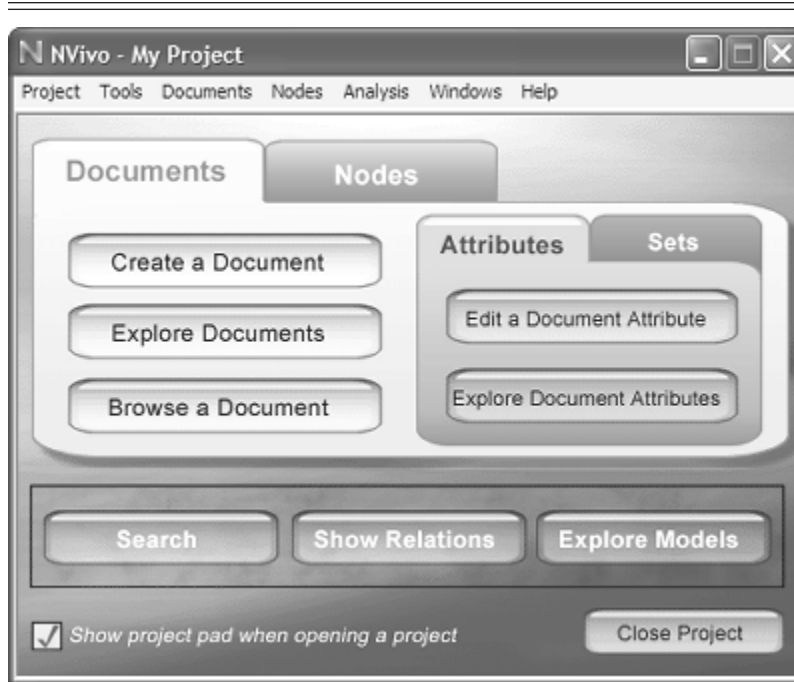 NVivo - My Project
Project Tools Documents Nodes Analysis Windows Help
Documents Nodes
Attributes Sets
Create a Document
Explore Documents
Browse a Document
Edit a Document Attribute
Explore Document Attributes
Search Show Relations Explore Models
Show project pad when opening a project
Close Project